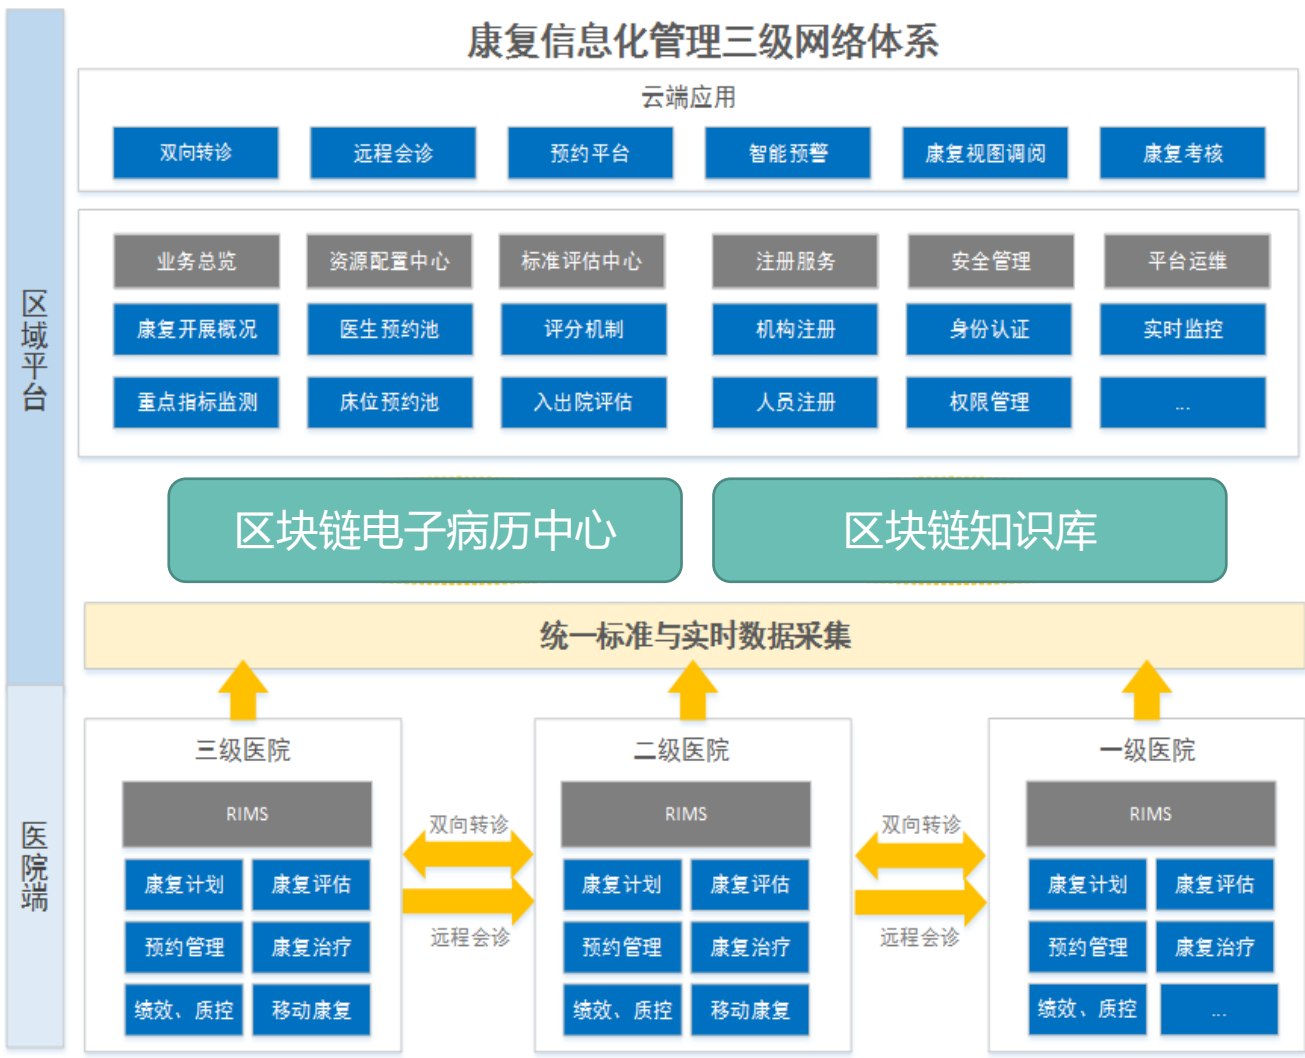 康复信息化管理三级网络体系
云端应用
双向转诊 远程会诊 预约平台 智能预警 康复视图调阅 康复考核
区域平台
业务总览 资源配置中心 标准评估中心 注册服务 安全管理 平台运维
康复开展概况 医生预约池 评分机制 机构注册 身份认证 实时监控
重点指标监测 床位预约池 入出院评估 人员注册 权限管理 ...
区块链电子病历中心 区块链知识库
统一标准与实时数据采集
医院端
三级医院
RIMS
康复计划 康复评估
预约管理 康复治疗
绩效、质控 移动康复
双向转诊
远程会诊
二级医院
RIMS
康复计划 康复评估
预约管理 康复治疗
绩效、质控 移动康复
双向转诊
远程会诊
一级医院
RIMS
康复计划 康复评估
预约管理 康复治疗
绩效、质控 ...